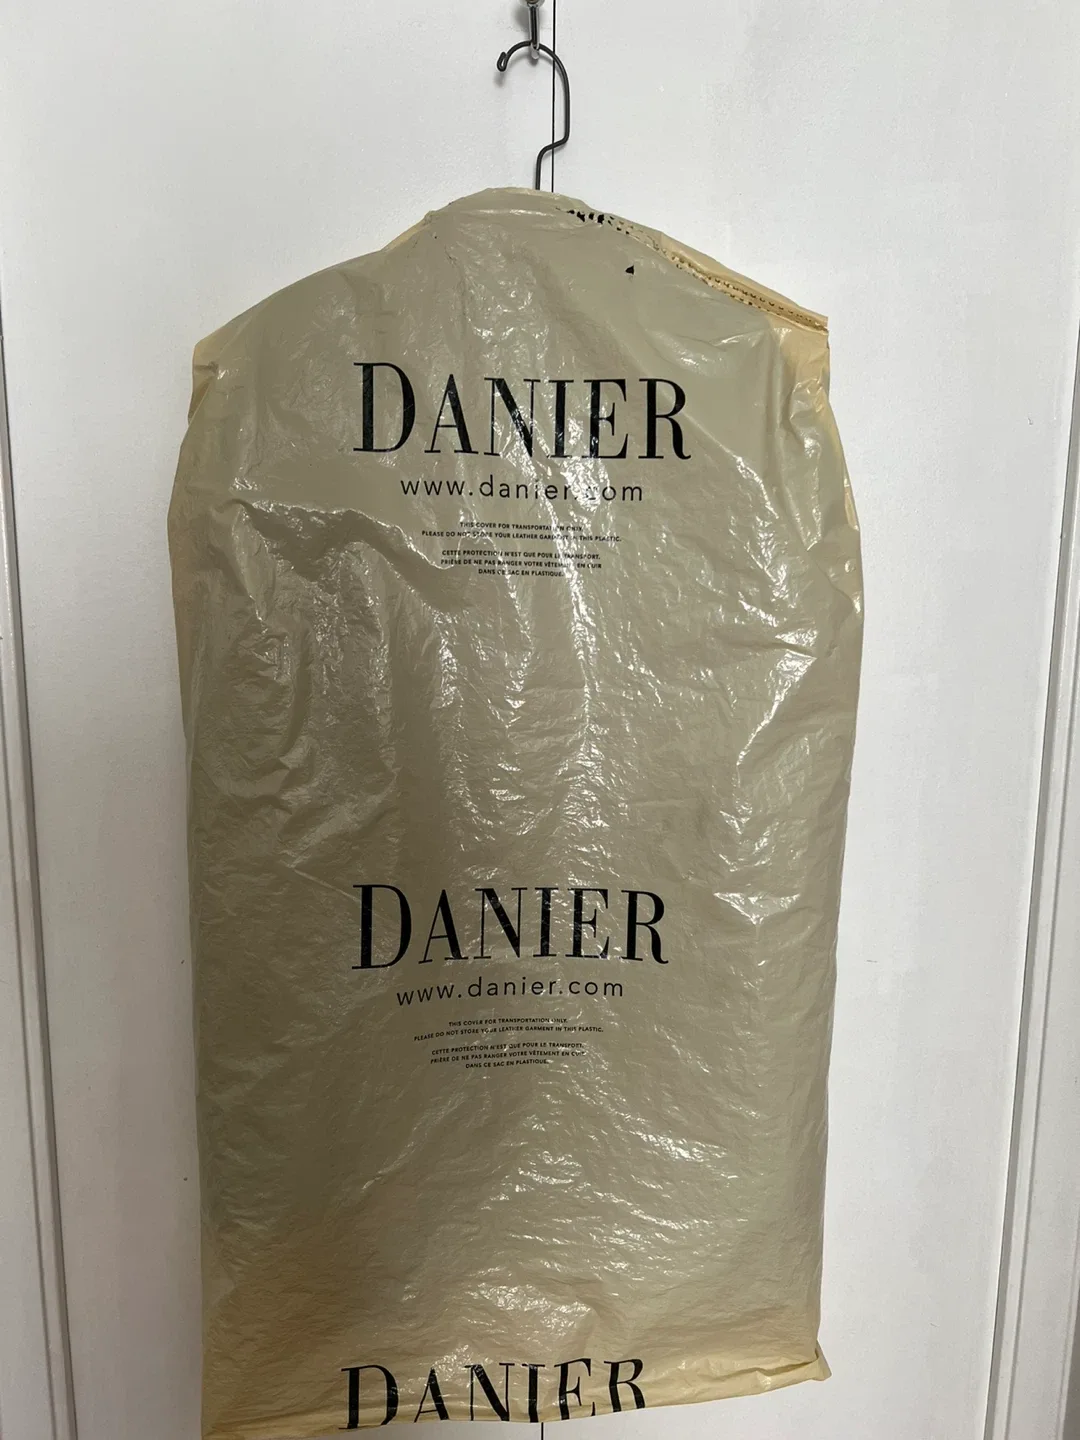 DANIER
www.danier.com
THIS COVER FOR TRANSPORTATION ONLY.
PLEASE DO NOT STORE YOUR LEATHER GARMENT IN THIS PLASTIC.
CETTE PROTECTION N'EST QUE POUR LE TRANSPORT.
PRIÈRE DE NE PAS RANGER VOTRE VÊTEMENT EN CUIR
DANS CE SAC EN PLASTIQUE.
DANIER
www.danier.com
THIS COVER FOR TRANSPORTATION ONLY.
PLEASE DO NOT STORE YOUR LEATHER GARMENT IN THIS PLASTIC.
CETTE PROTECTION N'EST QUE POUR LE TRANSPORT.
PRIÈRE DE NE PAS RANGER VOTRE VÊTEMENT EN CUIR
DANS CE SAC EN PLASTIQUE.
DANIER